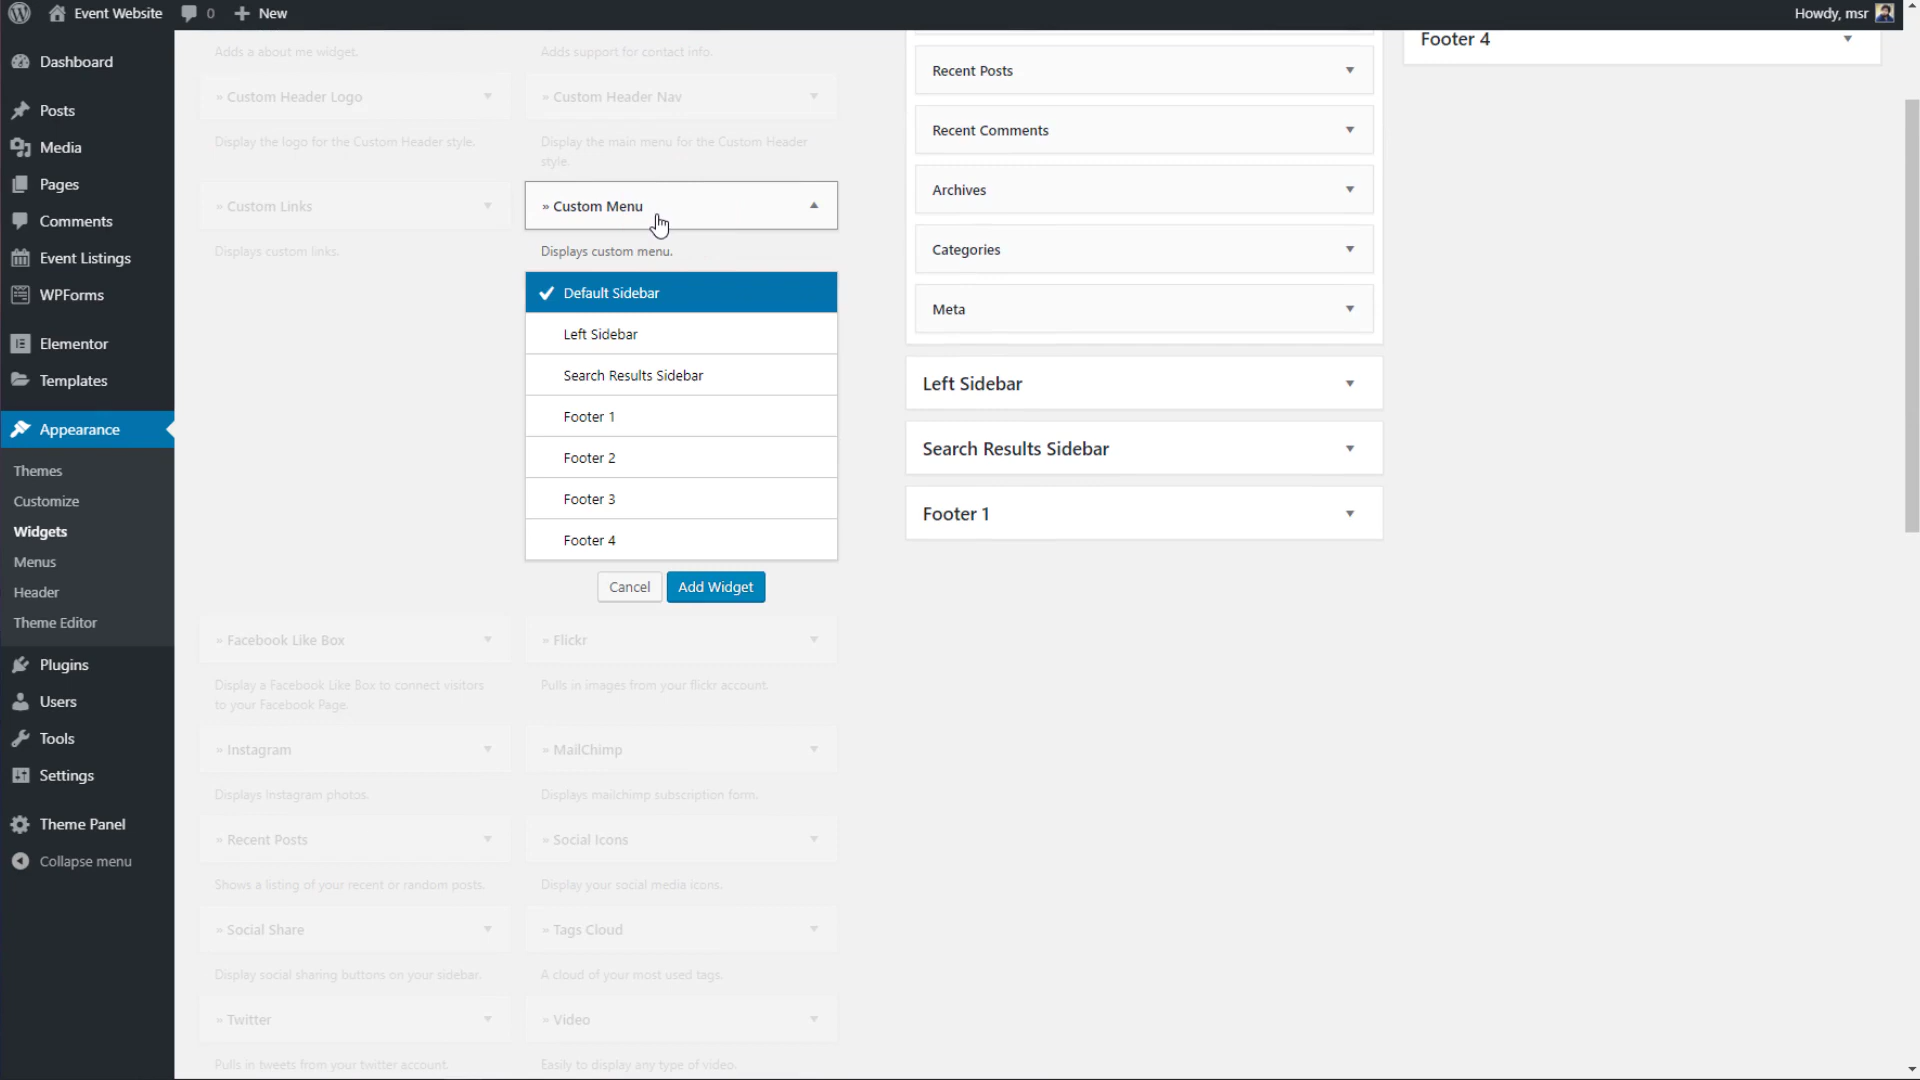 Event Website
0
New
Howdy, msr
Dashboard
Posts
Media
Pages
Comments
Event Listings
WPForms
Elementor
Templates
Appearance
Themes
Customize
Widgets
Menus
Header
Theme Editor
Plugins
Users
Tools
Settings
Theme Panel
Collapse menu
Adds a about me widget.
Adds support for contact info.
» Custom Header Logo
» Custom Header Nav
Display the logo for the Custom Header style.
Display the main menu for the Custom Header
style.
» Custom Links
» Custom Menu
Displays custom links.
Displays custom menu.
Default Sidebar
Left Sidebar
Search Results Sidebar
Footer 1
Footer 2
Footer 3
Footer 4
Cancel
Add Widget
» Facebook Like Box
» Flickr
Display a Facebook Like Box to connect visitors
to your Facebook Page.
Pulls in images from your flickr account.
» Instagram
» MailChimp
Displays Instagram photos.
Displays mailchimp subscription form.
» Recent Posts
» Social Icons
Shows a listing of your recent or random posts.
Display your social media icons.
» Social Share
» Tags Cloud
Display social sharing buttons on your sidebar.
A cloud of your most used tags.
» Twitter
» Video
Pulls in tweets from your twitter account.
Easily to display any type of video.
Recent Posts
Recent Comments
Archives
Categories
Meta
Left Sidebar
Search Results Sidebar
Footer 1
Footer 4